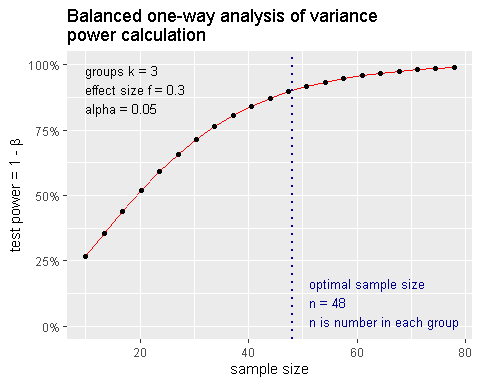 Balanced one-way analysis of variance
power calculation
groups k = 3
effect size f = 0.3
alpha = 0.05
100%
75%
50%
25%
0%
test power = 1 - β
optimal sample size
n = 48
n is number in each group
20
40
60
80
sample size